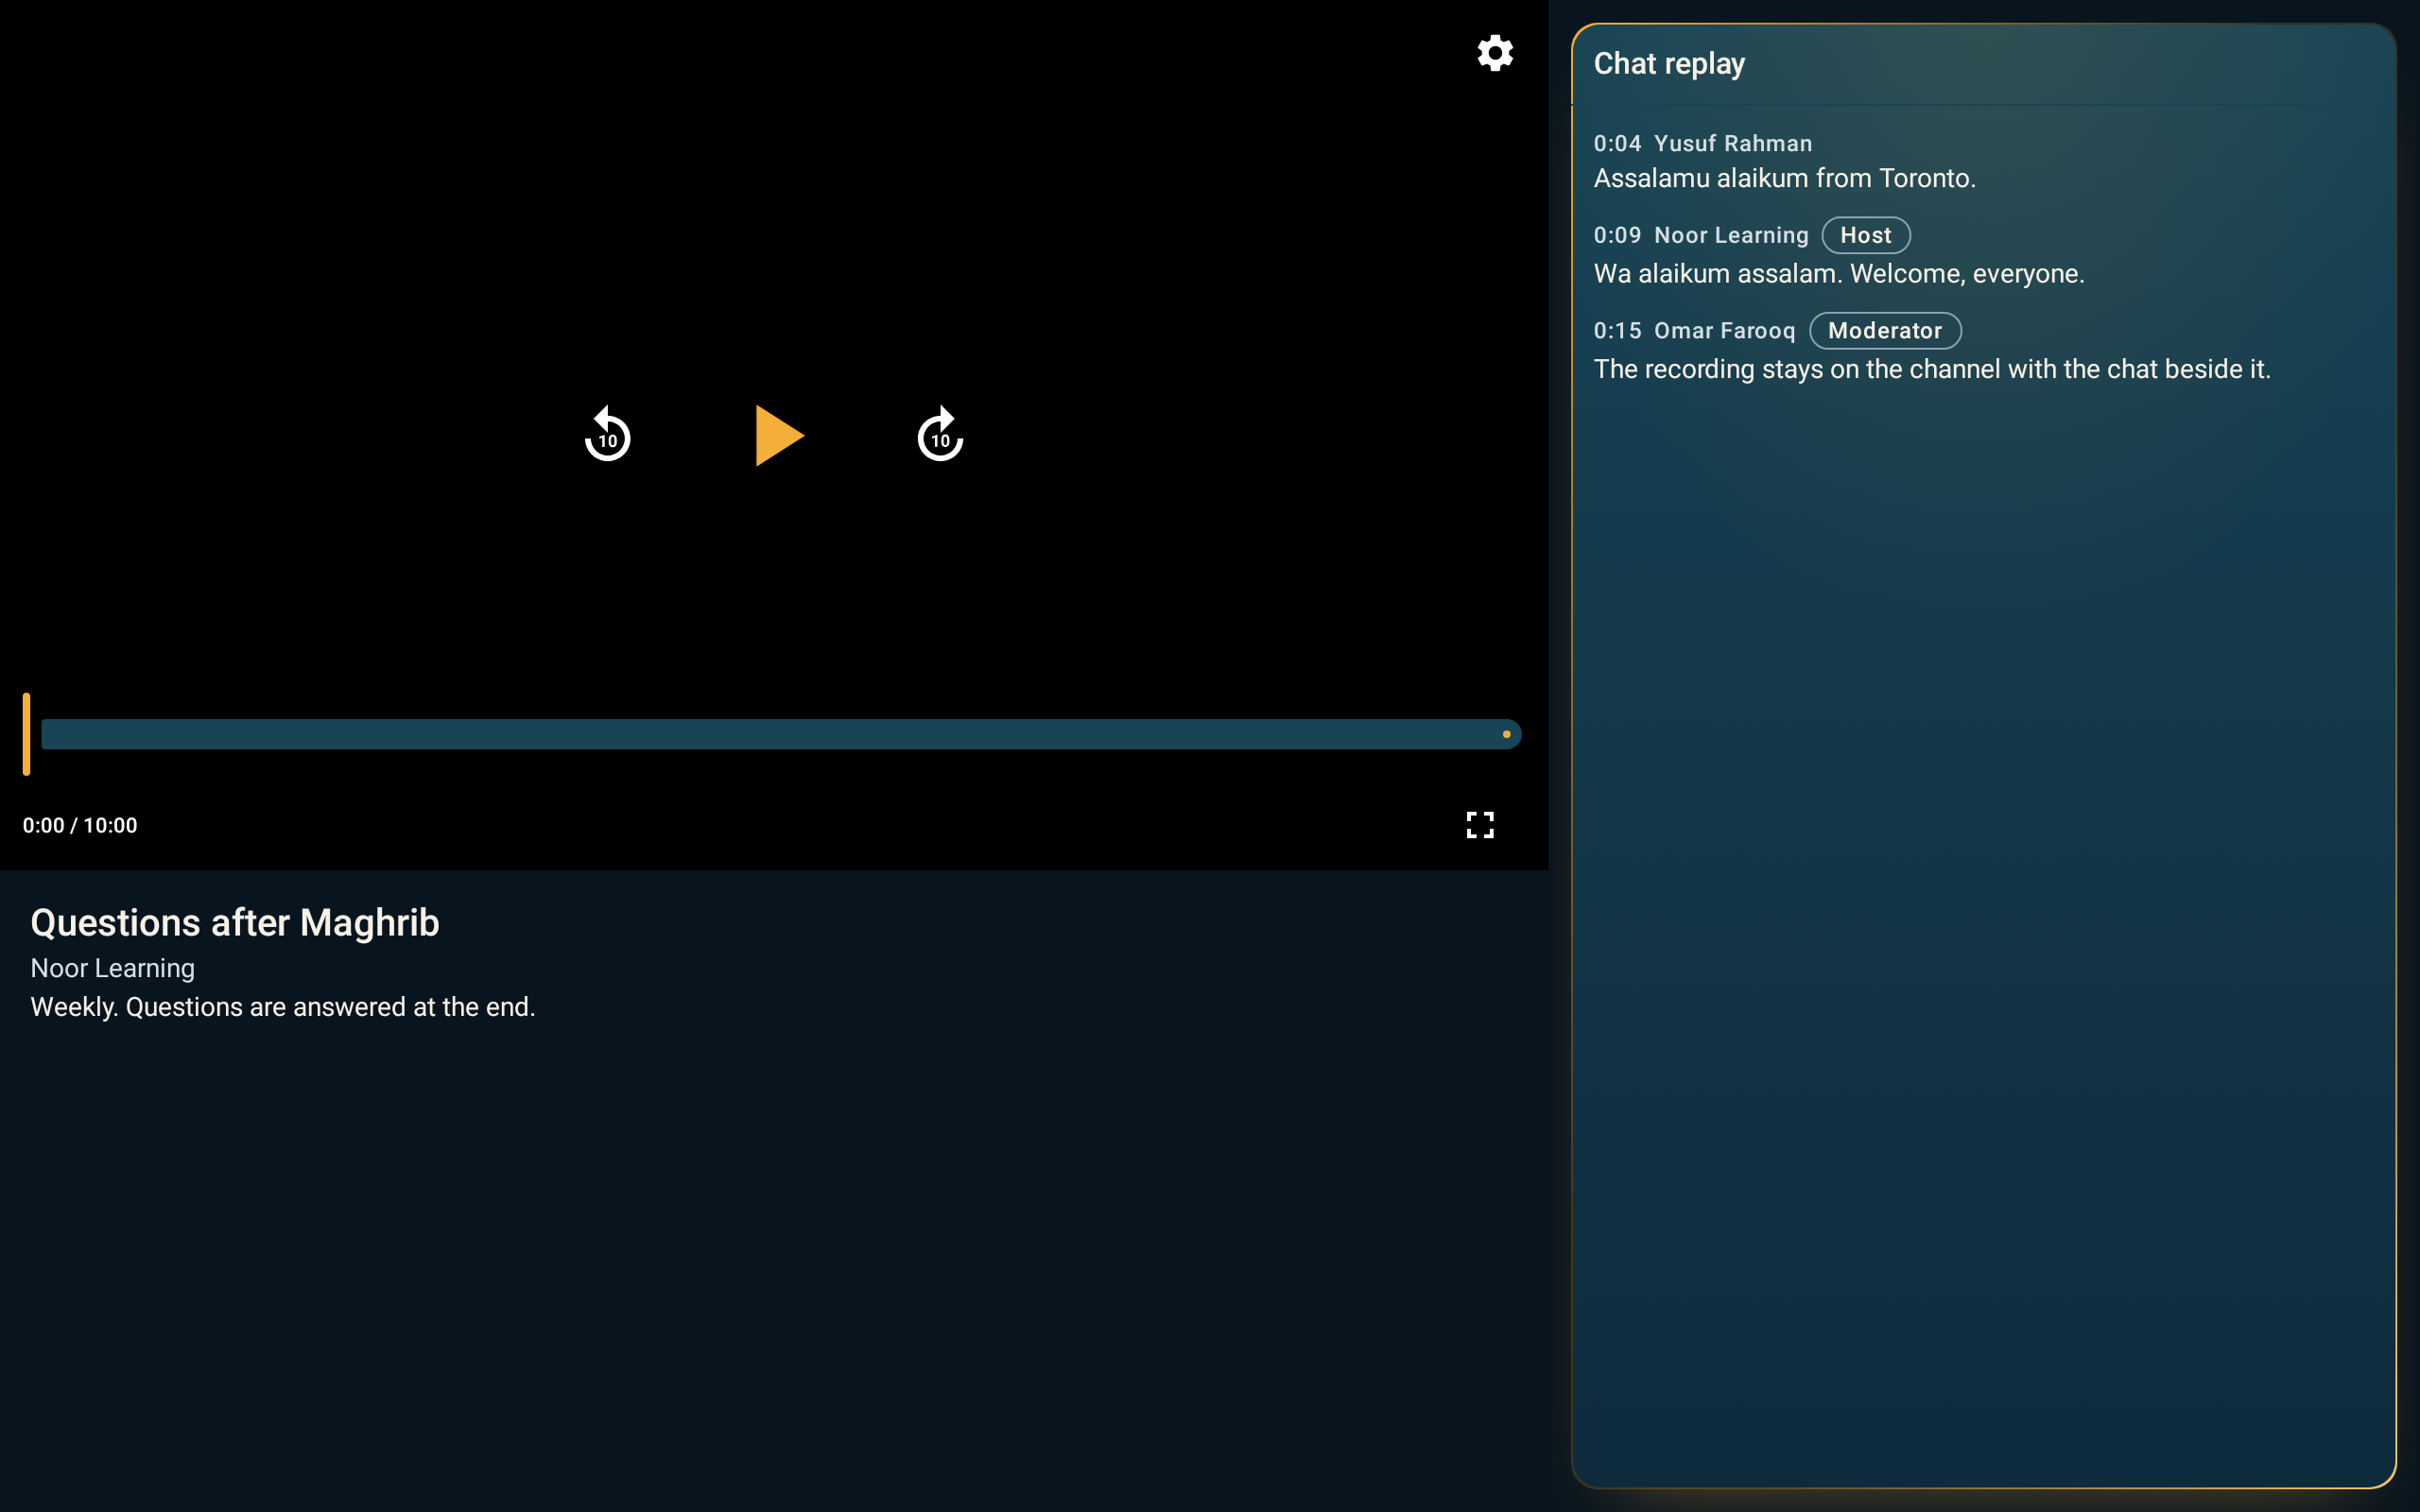 10
10
0:00 / 10:00
Questions after Maghrib
Noor Learning
Weekly. Questions are answered at the end.
Chat replay
0:04 Yusuf Rahman
Assalamu alaikum from Toronto.
0:09 Noor Learning Host
Wa alaikum assalam. Welcome, everyone.
0:15 Omar Farooq Moderator
The recording stays on the channel with the chat beside it.